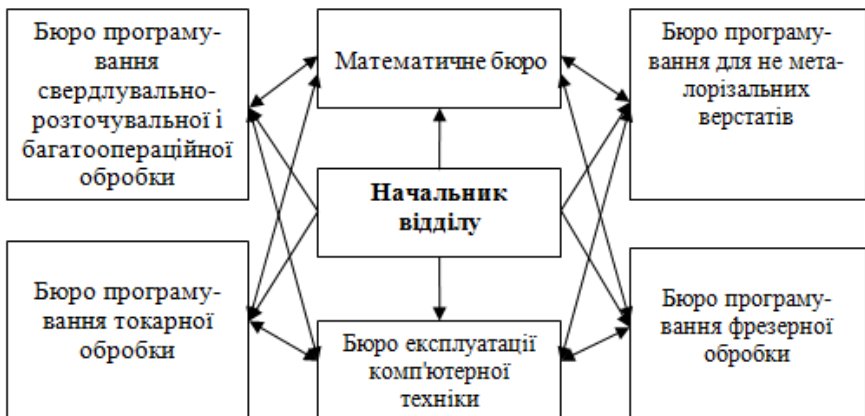 Бюро програму-
вання
свердлувально-
розточувальної і
багатоопераційної
обробки
Математичне бюро
Бюро програму-
вання для не мета-
лорізальних
верстатів
Начальник
відділу
Бюро програму-
вання токарної
обробки
Бюро експлуатації
комп'ютерної
техніки
Бюро програму-
вання фрезерної
обробки